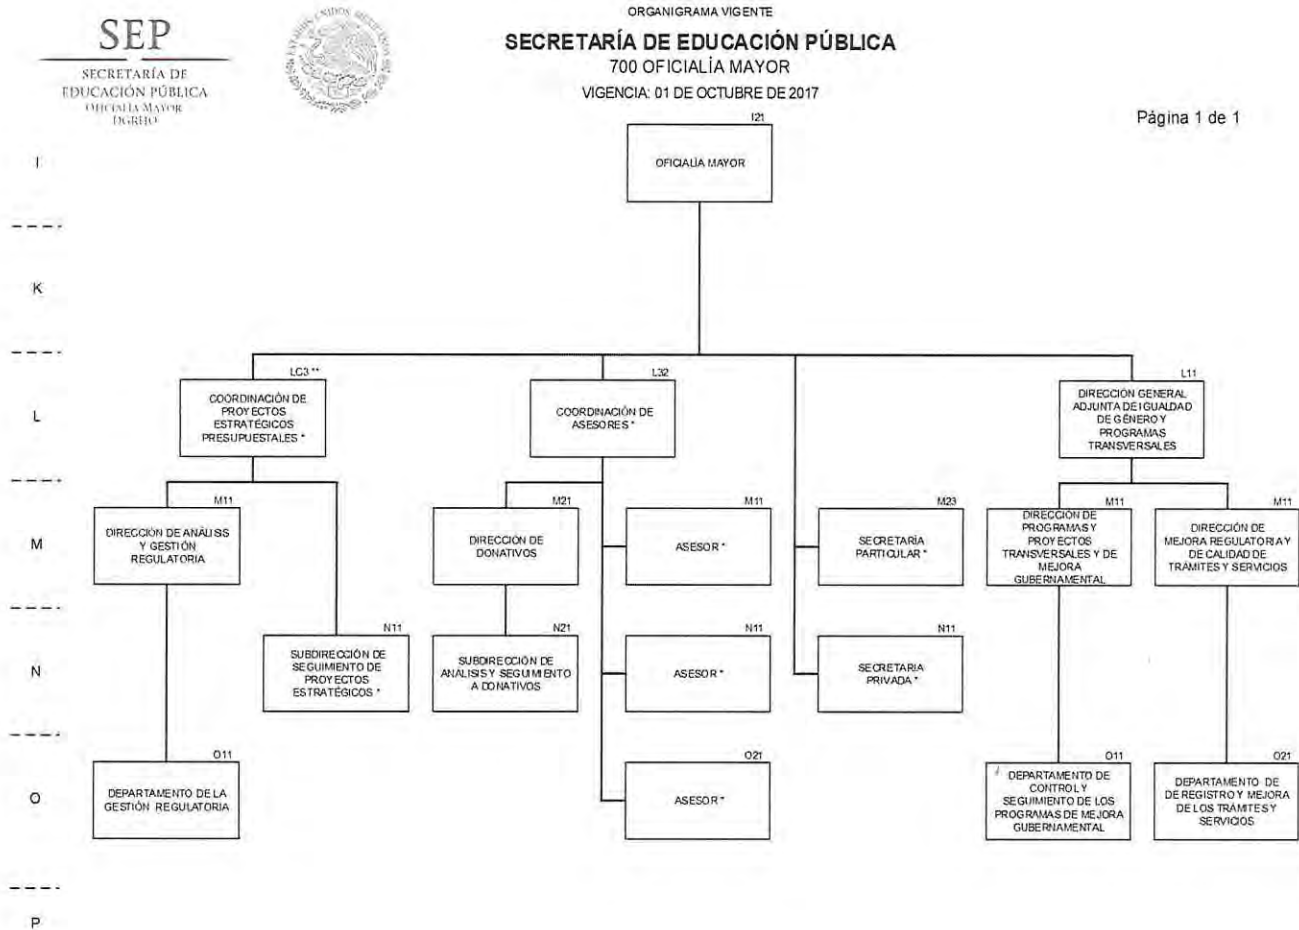 SEP
SECRETARÍA DE
EDUCACIÓN PÚBLICA
OFICIALÍA MAYOR
DGRHO
ESTADOS UNIDOS MEXICANOS
ORGANIGRAMA VIGENTE
SECRETARÍA DE EDUCACIÓN PÚBLICA
700 OFICIALÍA MAYOR
VIGENCIA: 01 DE OCTUBRE DE 2017
Página 1 de 1
I
I21
OFICIALÍA MAYOR
K
L
LC3 **
COORDINACIÓN DE
PROYECTOS
ESTRATÉGICOS
PRESUPUESTALES *
L32
COORDINACIÓN DE
ASESORES *
L11
DIRECCIÓN GENERAL
ADJUNTA DE IGUALDAD
DE GÉNERO Y
PROGRAMAS
TRANSVERSALES
M
M11
DIRECCIÓN DE ANÁLISIS
Y GESTIÓN
REGULATORIA
M21
DIRECCIÓN DE
DONATIVOS
M11
ASESOR *
M23
SECRETARÍA
PARTICULAR *
M11
DIRECCIÓN DE
PROGRAMAS Y
PROYECTOS
TRANSVERSALES Y DE
MEJORA
GUBERNAMENTAL
M11
DIRECCIÓN DE
MEJORA REGULATORIA Y
DE CALIDAD DE
TRÁMITES Y SERVICIOS
N
N11
SUBDIRECCIÓN DE
SEGUIMIENTO DE
PROYECTOS
ESTRATÉGICOS *
N21
SUBDIRECCIÓN DE
ANÁLISIS Y SEGUIMIENTO
A DONATIVOS
N11
ASESOR *
N11
SECRETARIA
PRIVADA *
O
O11
DEPARTAMENTO DE LA
GESTIÓN REGULATORIA
O21
ASESOR *
O11
DEPARTAMENTO DE
CONTROL Y
SEGUIMIENTO DE LOS
PROGRAMAS DE MEJORA
GUBERNAMENTAL
O21
DEPARTAMENTO DE
DE REGISTRO Y MEJORA
DE LOS TRÁMITES Y
SERVICIOS
P